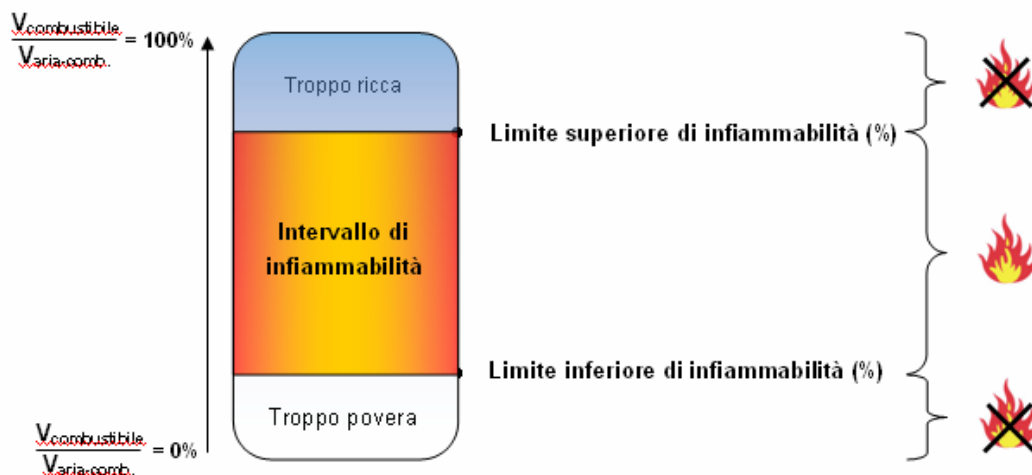 Vcombustibile
Varia-comb.
= 100%
Troppo ricca
Limite superiore di infiammabilità (%)
Intervallo di
infiammabilità
Limite inferiore di infiammabilità (%)
Troppo povera
Vcombustibile
Varia-comb.
= 0%